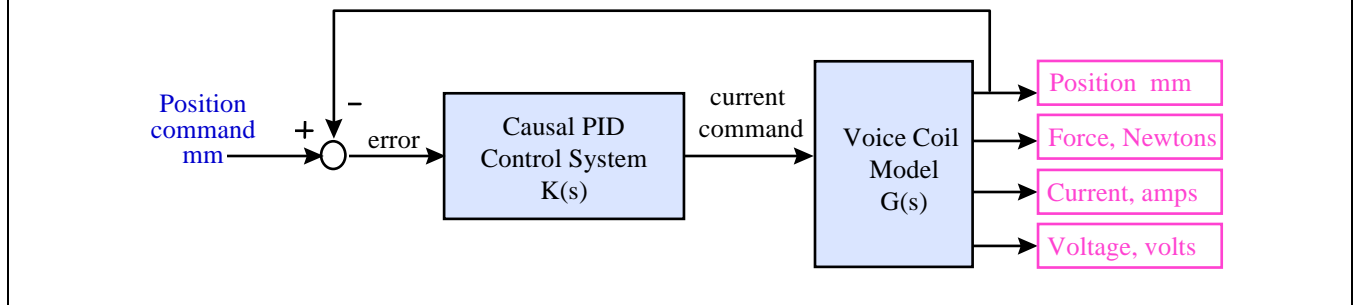 −
Position
command
mm
+
error
Causal PID
Control System
K(s)
current
command
Voice Coil
Model
G(s)
Position mm
Force, Newtons
Current, amps
Voltage, volts